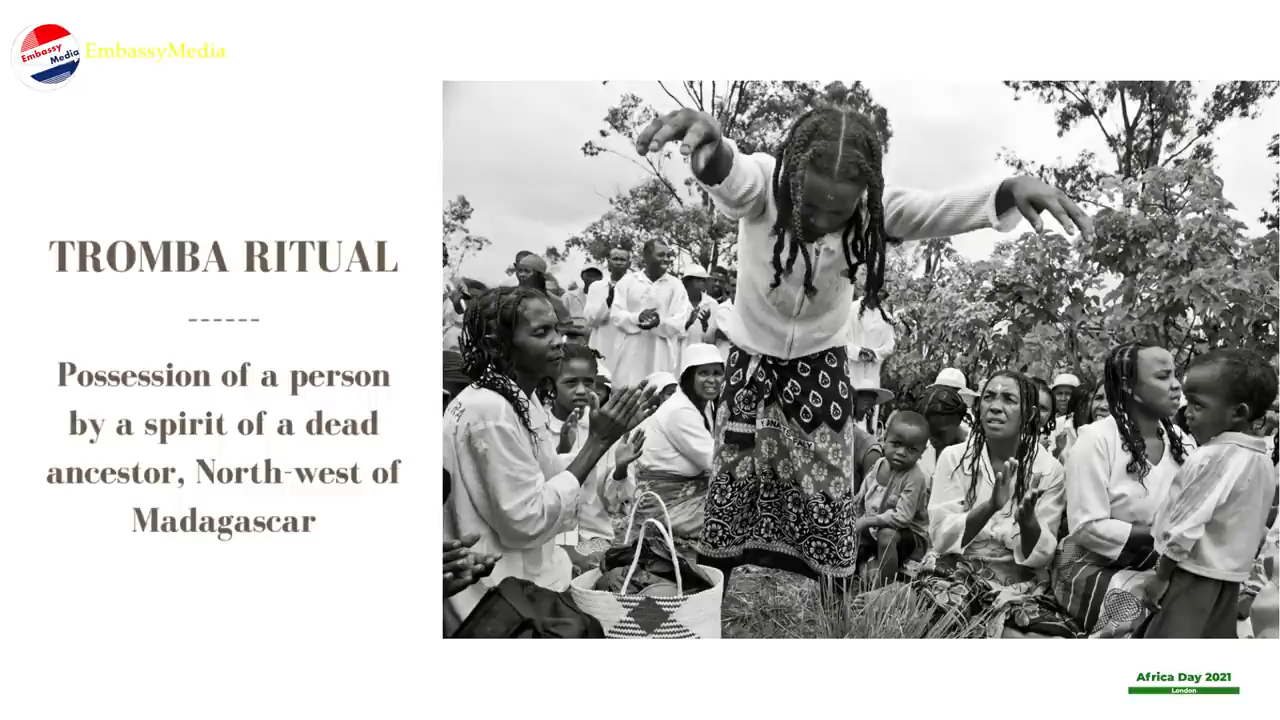 Embassy
Media
EmbassyMedia
TROMBA RITUAL
------
Possession of a person
by a spirit of a dead
ancestor, North-west of
Madagascar
Africa Day 2021
London